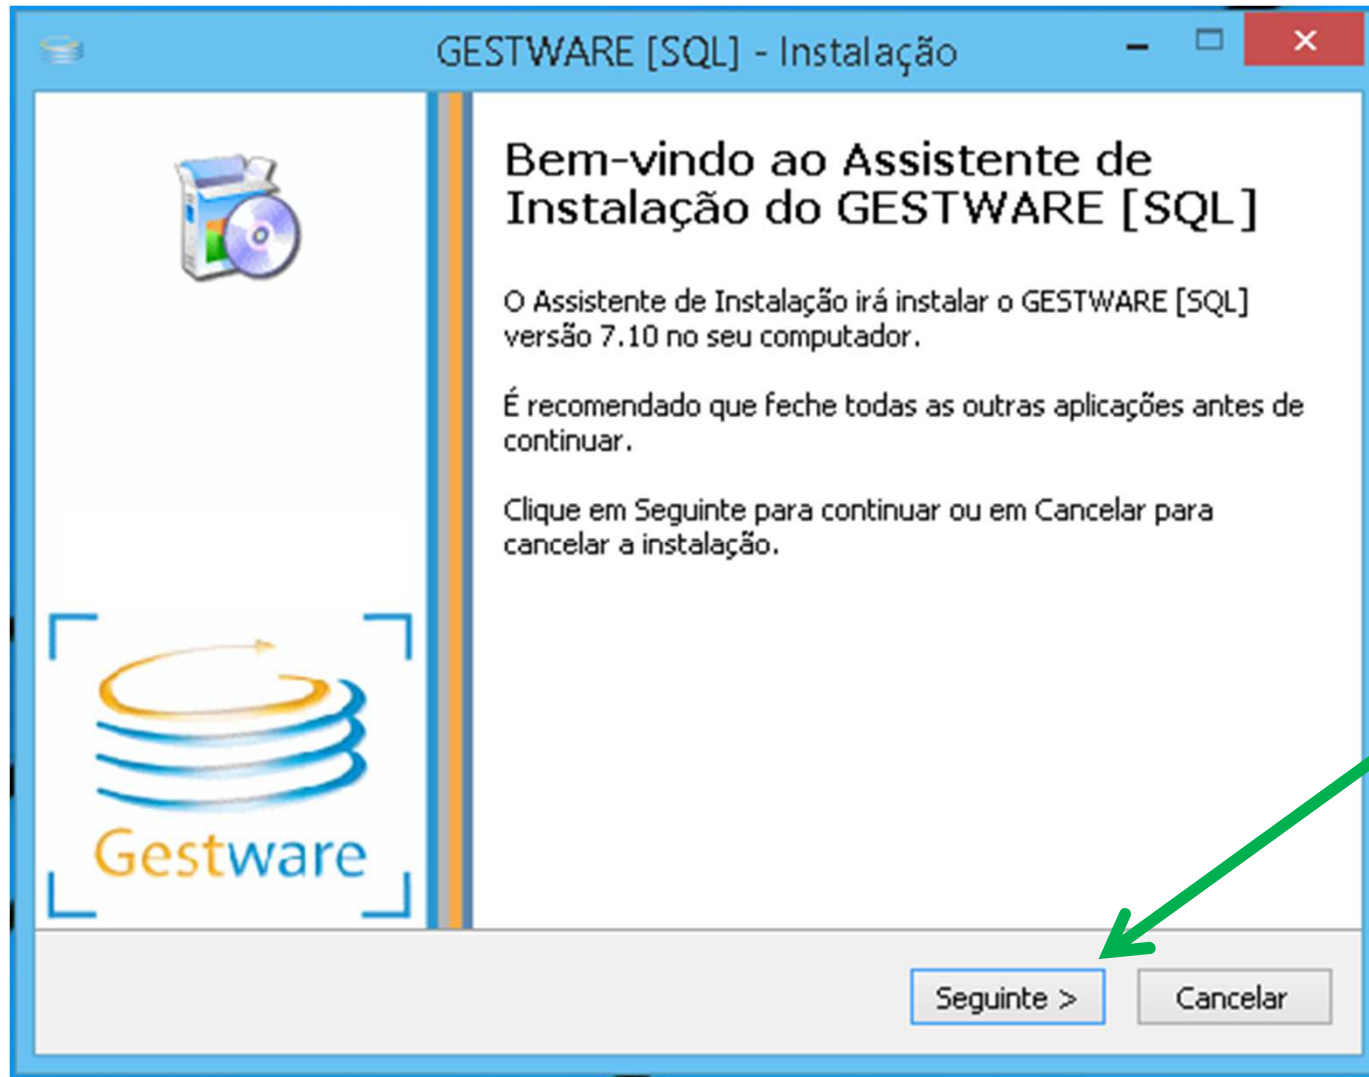 GESTWARE [SQL] - Instalação
Bem-vindo ao Assistente de
Instalação do GESTWARE [SQL]
O Assistente de Instalação irá instalar o GESTWARE [SQL]
versão 7.10 no seu computador.
É recomendado que feche todas as outras aplicações antes de
continuar.
Clique em Seguinte para continuar ou em Cancelar para
cancelar a instalação.
Gestware
Seguinte >
Cancelar